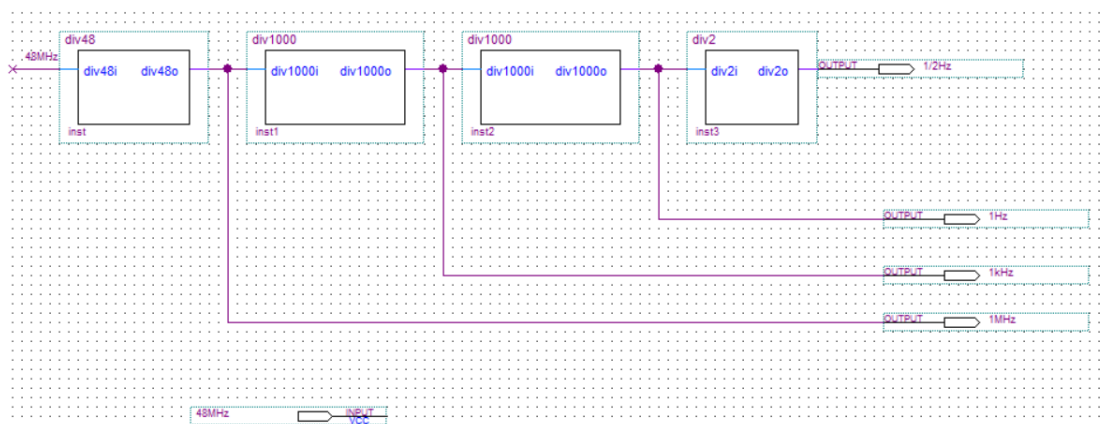 div48
div1000
div1000
div2
48MHz
div48i div48o
div1000i div1000o
div1000i div1000o
div2i div2o
OUTPUT 1/2Hz
inst
inst1
inst2
inst3
OUTPUT 1Hz
OUTPUT 1kHz
OUTPUT 1MHz
48MHz INPUT
VCC